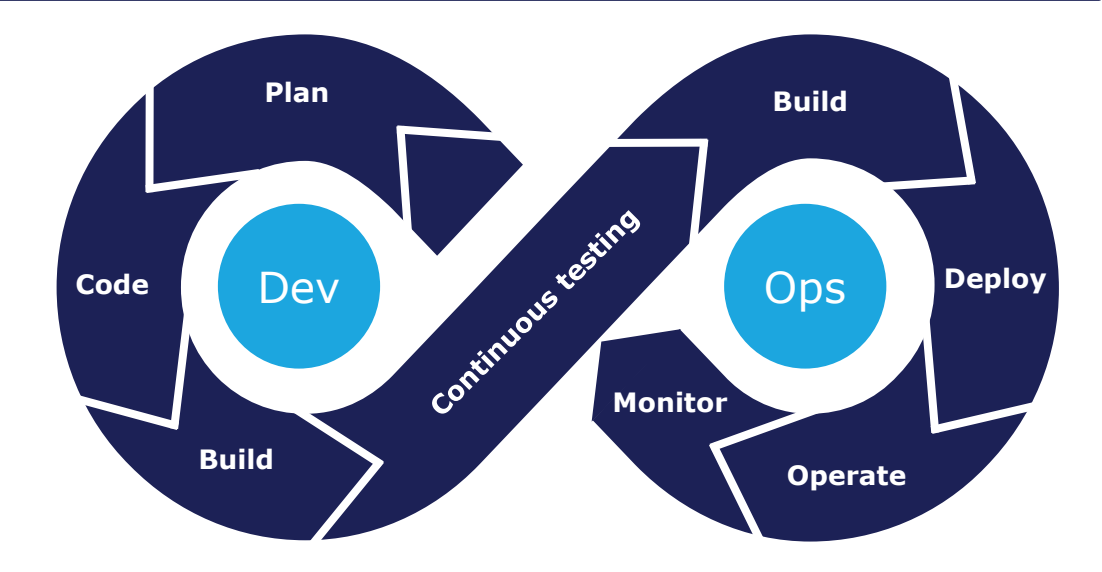 Plan
Code
Build
Dev
Continuous testing
Build
Deploy
Operate
Monitor
Ops